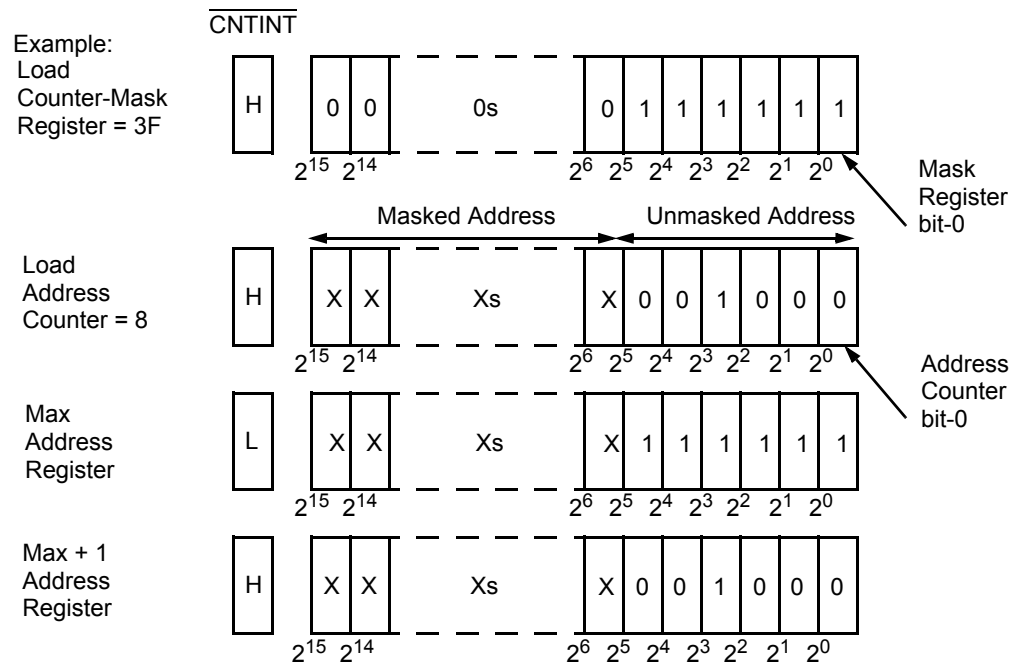 CNTINT
Example:
Load
Counter-Mask
Register = 3F
H 0 0 0s 0 1 1 1 1 1 1
2^15 2^14 2^6 2^5 2^4 2^3 2^2 2^1 2^0
Mask
Register
bit-0
Masked Address Unmasked Address
Load
Address
Counter = 8
H X X Xs X 0 0 1 0 0 0
2^15 2^14 2^6 2^5 2^4 2^3 2^2 2^1 2^0
Address
Counter
bit-0
Max
Address
Register
L X X Xs X 1 1 1 1 1 1
2^15 2^14 2^6 2^5 2^4 2^3 2^2 2^1 2^0
Max + 1
Address
Register
H X X Xs X 0 0 1 0 0 0
2^15 2^14 2^6 2^5 2^4 2^3 2^2 2^1 2^0